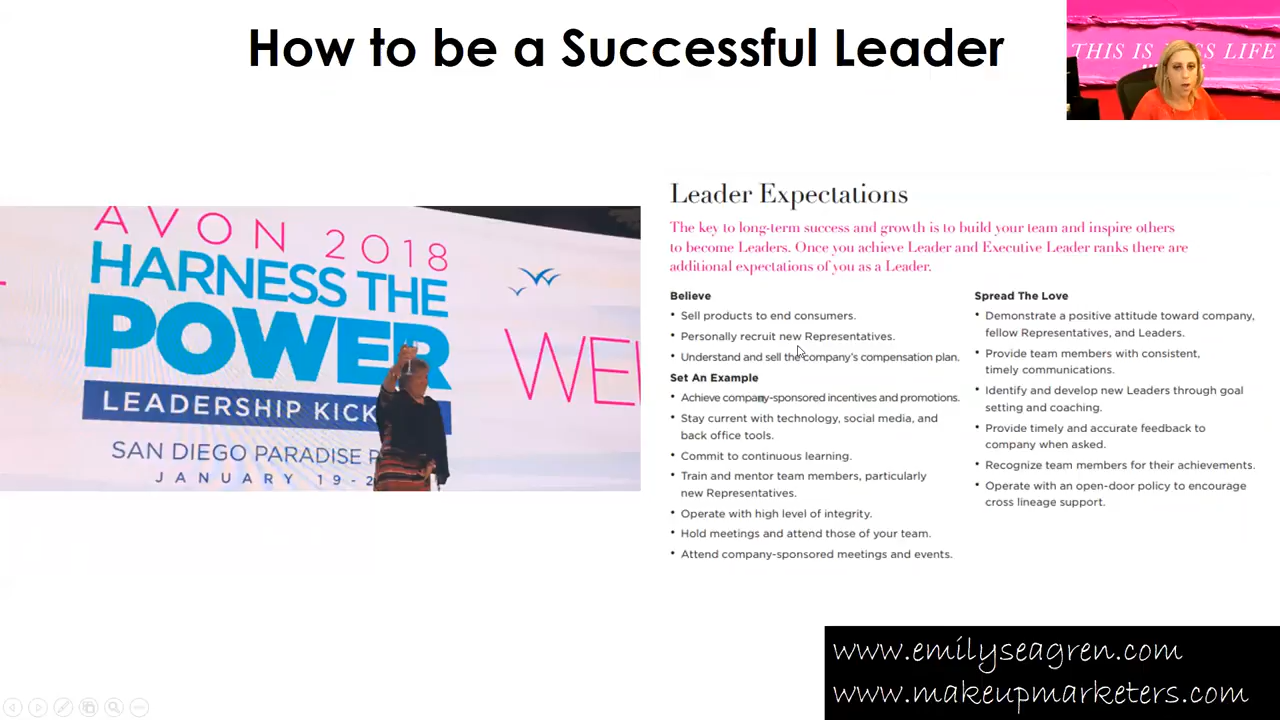 How to be a Successful Leader
THIS IS
LIFE
AVON 2018
HARNESS THE
POWER
LEADERSHIP KICK
SAN DIEGO PARADISE P
JANUARY 19-2
WEL
Leader Expectations
The key to long-term success and growth is to build your team and inspire others
to become Leaders. Once you achieve Leader and Executive Leader ranks there are
additional expectations of you as a Leader.
Believe
• Sell products to end consumers.
• Personally recruit new Representatives.
• Understand and sell the company's compensation plan.
Set An Example
• Achieve company-sponsored incentives and promotions.
• Stay current with technology, social media, and
back office tools.
• Commit to continuous learning.
• Train and mentor team members, particularly
new Representatives.
• Operate with high level of integrity.
• Hold meetings and attend those of your team.
• Attend company-sponsored meetings and events.
Spread The Love
• Demonstrate a positive attitude toward company,
fellow Representatives, and Leaders.
• Provide team members with consistent,
timely communications.
• Identify and develop new Leaders through goal
setting and coaching.
• Provide timely and accurate feedback to
company when asked.
• Recognize team members for their achievements.
• Operate with an open-door policy to encourage
cross lineage support.
www.emilyseagren.com
www.makeupmarketers.com